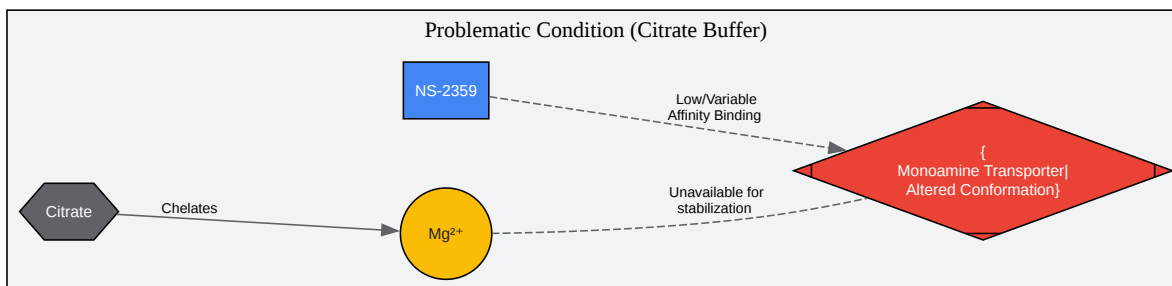 Problematic Condition (Citrate Buffer)
NS-2359
Low/Variable
Affinity Binding
{
Monoamine Transporter|
Altered Conformation}
Citrate
Chelates
Mg²⁺
Unavailable for
stabilization